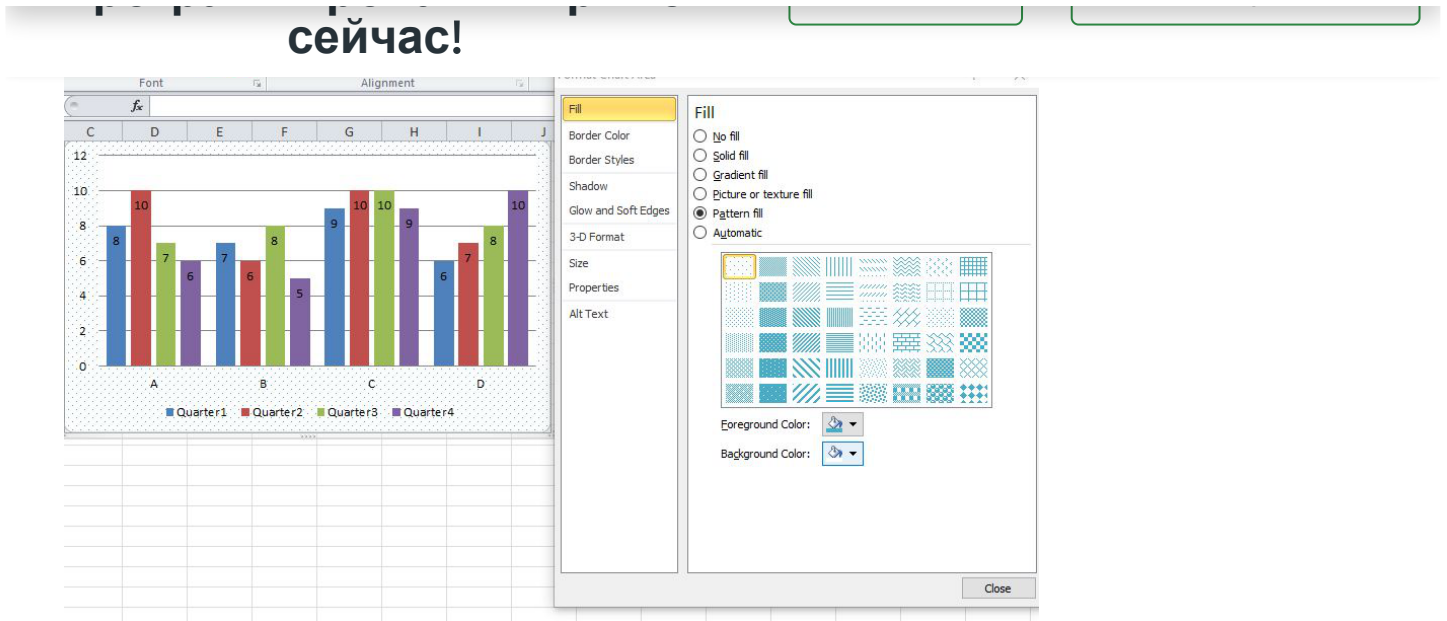 сейчас!
Font Alignment
fx
C D E F G H I J
12
10
8
6
4
2
0
8 10 7 6
7 6 8 5
9 10 10 9
6 7 8 10
A B C D
Quarter1 Quarter2 Quarter3 Quarter4
Fill
Border Color
Border Styles
Shadow
Glow and Soft Edges
3-D Format
Size
Properties
Alt Text
Fill
No fill
Solid fill
Gradient fill
Picture or texture fill
Pattern fill
Automatic
Foreground Color:
Background Color:
Close